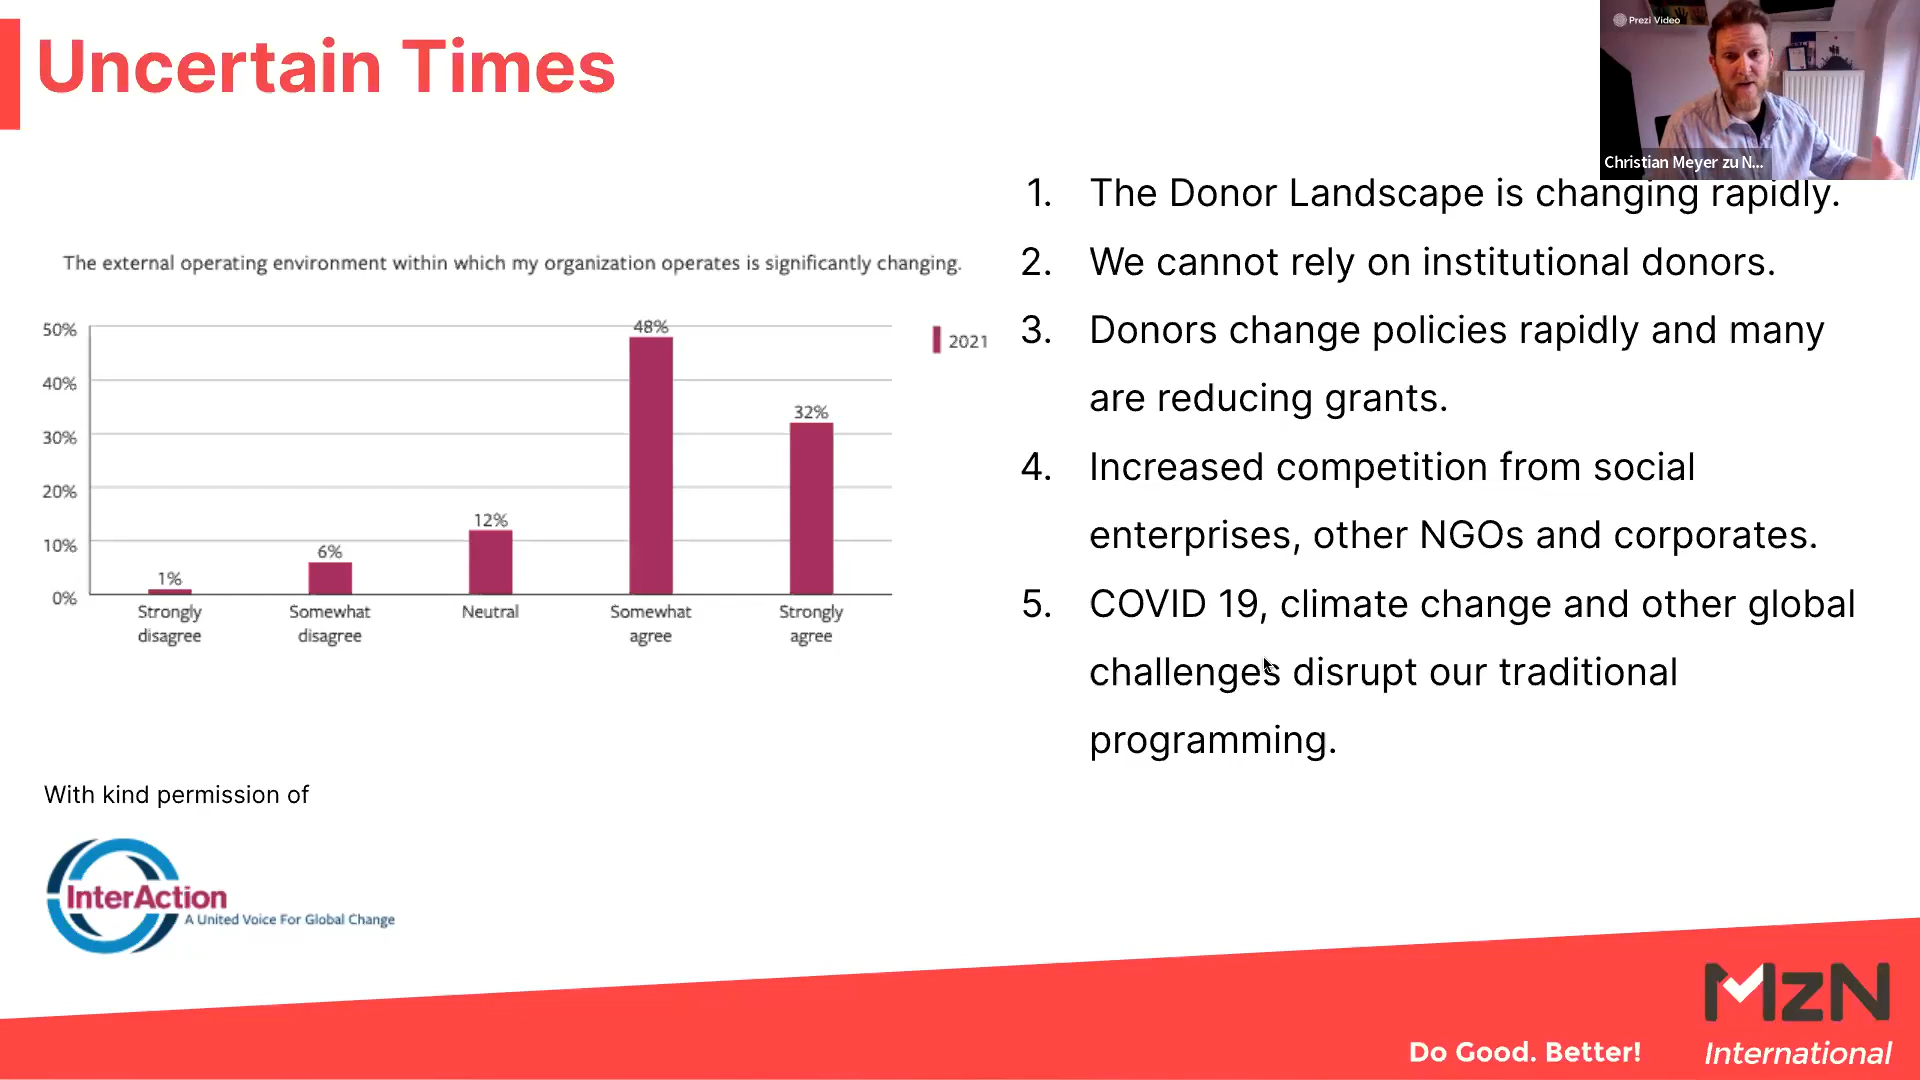 Uncertain Times
Prezi Video
Christian Meyer zu N...
The external operating environment within which my organization operates is significantly changing.
50%
40%
30%
20%
10%
0%
1%
6%
12%
48%
32%
2021
Strongly
disagree
Somewhat
disagree
Neutral
Somewhat
agree
Strongly
agree
1. The Donor Landscape is changing rapidly.
2. We cannot rely on institutional donors.
3. Donors change policies rapidly and many
are reducing grants.
4. Increased competition from social
enterprises, other NGOs and corporates.
5. COVID 19, climate change and other global
challenges disrupt our traditional
programming.
With kind permission of
InterAction
A United Voice For Global Change
Do Good. Better!
MzN
International